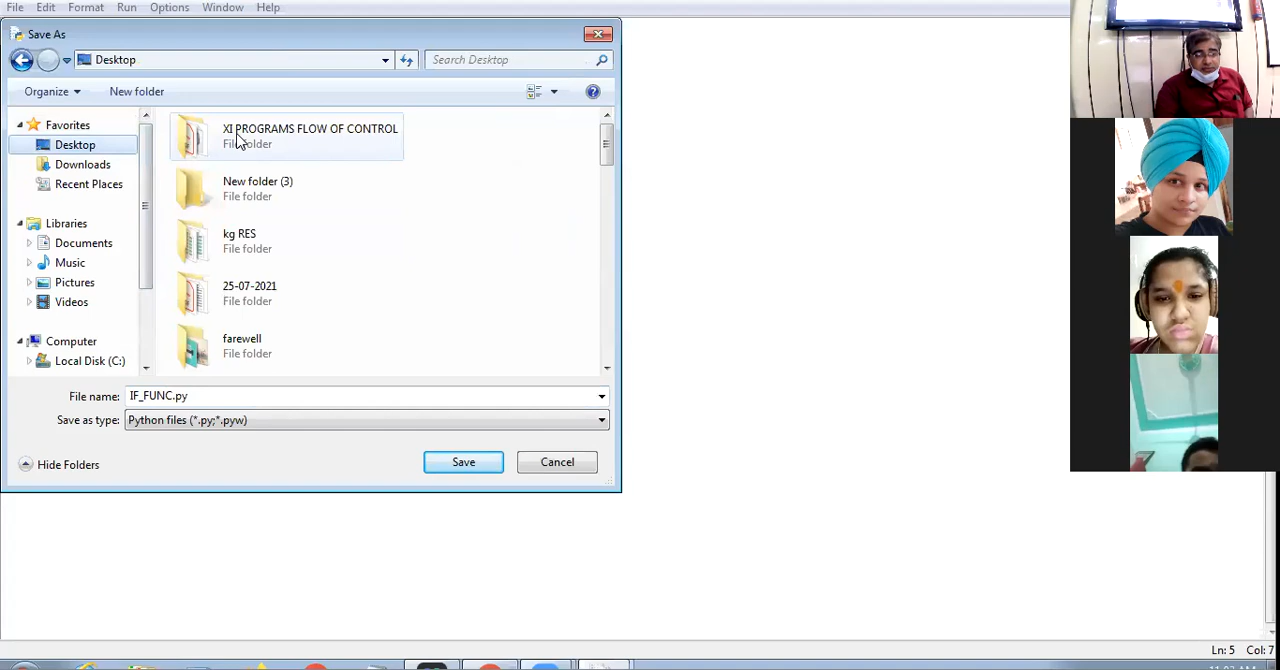 File Edit Format Run Options Window Help
Save As
Desktop
Search Desktop
Organize
New folder
Favorites
Desktop
Downloads
Recent Places
Libraries
Documents
Music
Pictures
Videos
Computer
Local Disk (C:)
XI PROGRAMS FLOW OF CONTROL
File folder
New folder (3)
File folder
kg RES
File folder
25-07-2021
File folder
farewell
File folder
File name: IF_FUNC.py
Save as type: Python files (*.py;*.pyw)
Hide Folders
Save
Cancel
Ln: 5 Col: 7